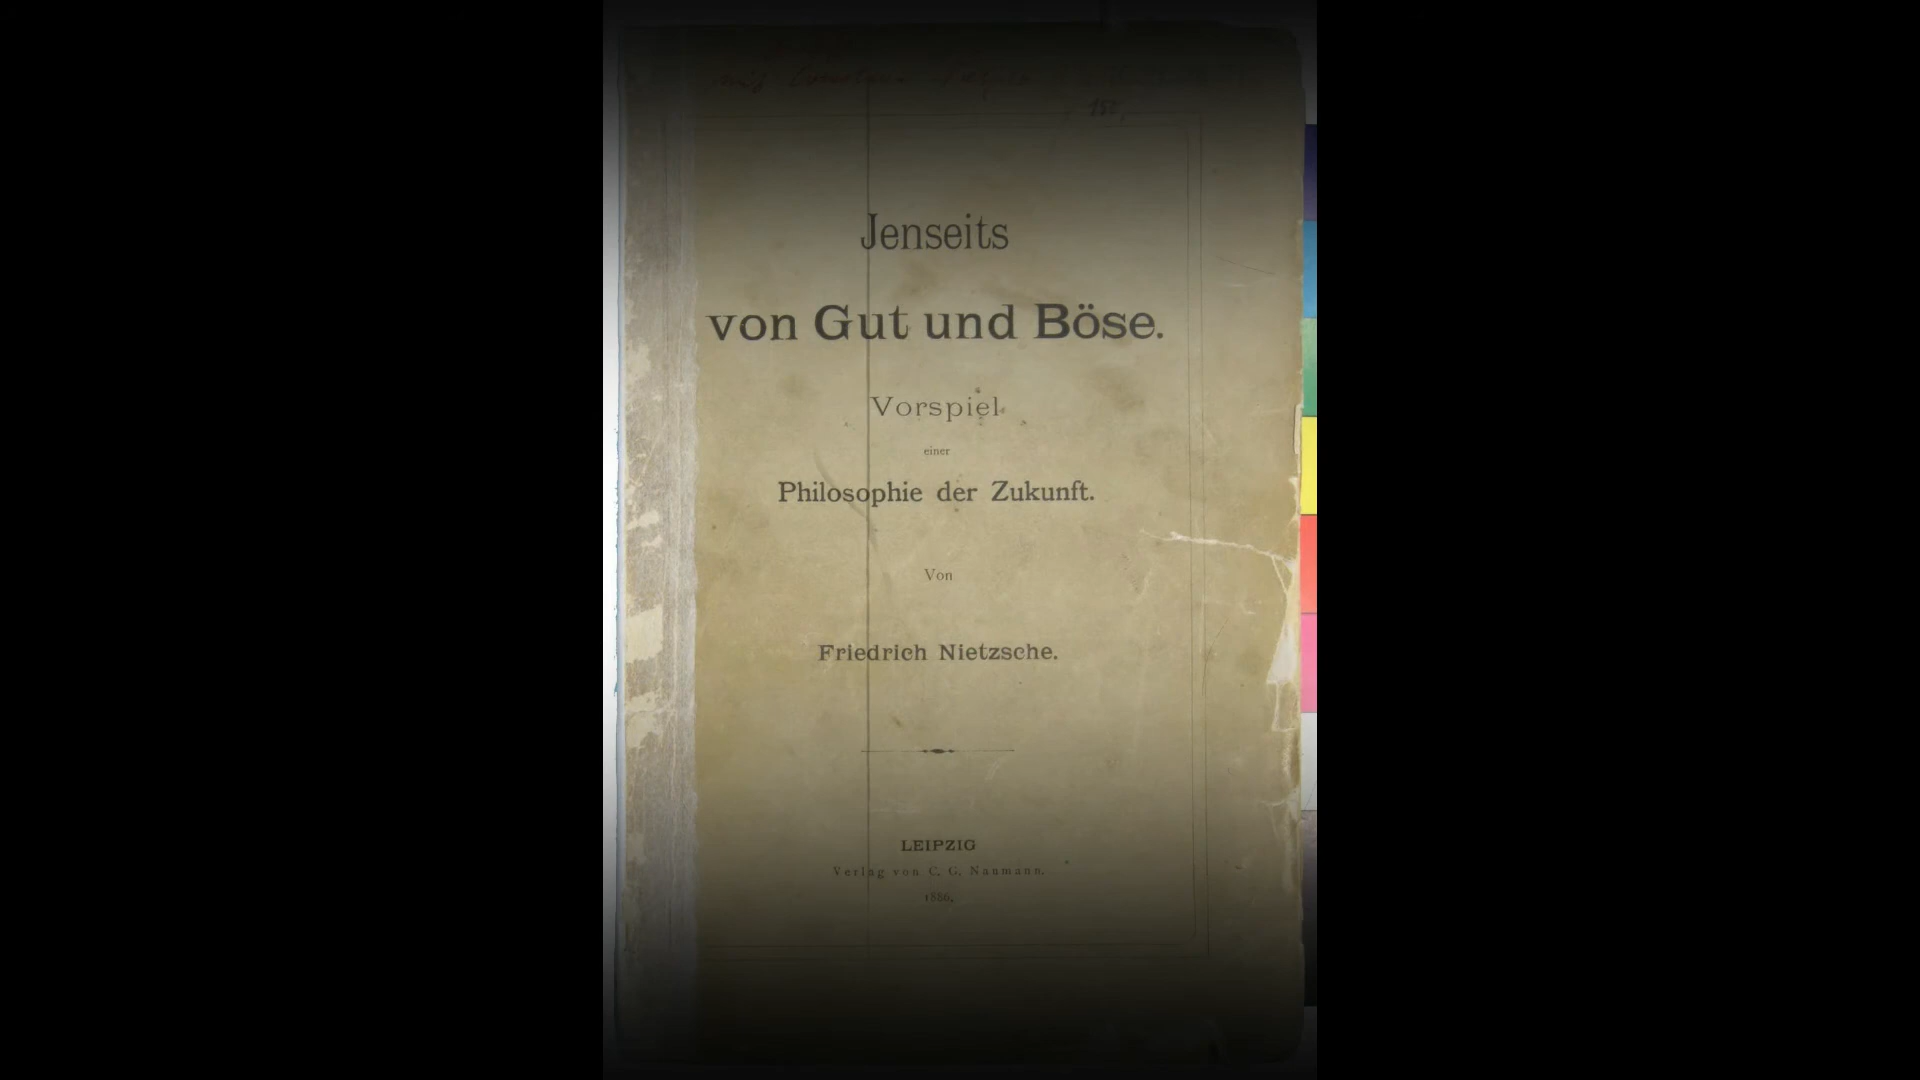 Jenseits
von Gut und Böse.
Vorspiel
einer
Philosophie der Zukunft.
Von
Friedrich Nietzsche.
LEIPZIG
Verlag von C. G. Naumann.
1886.